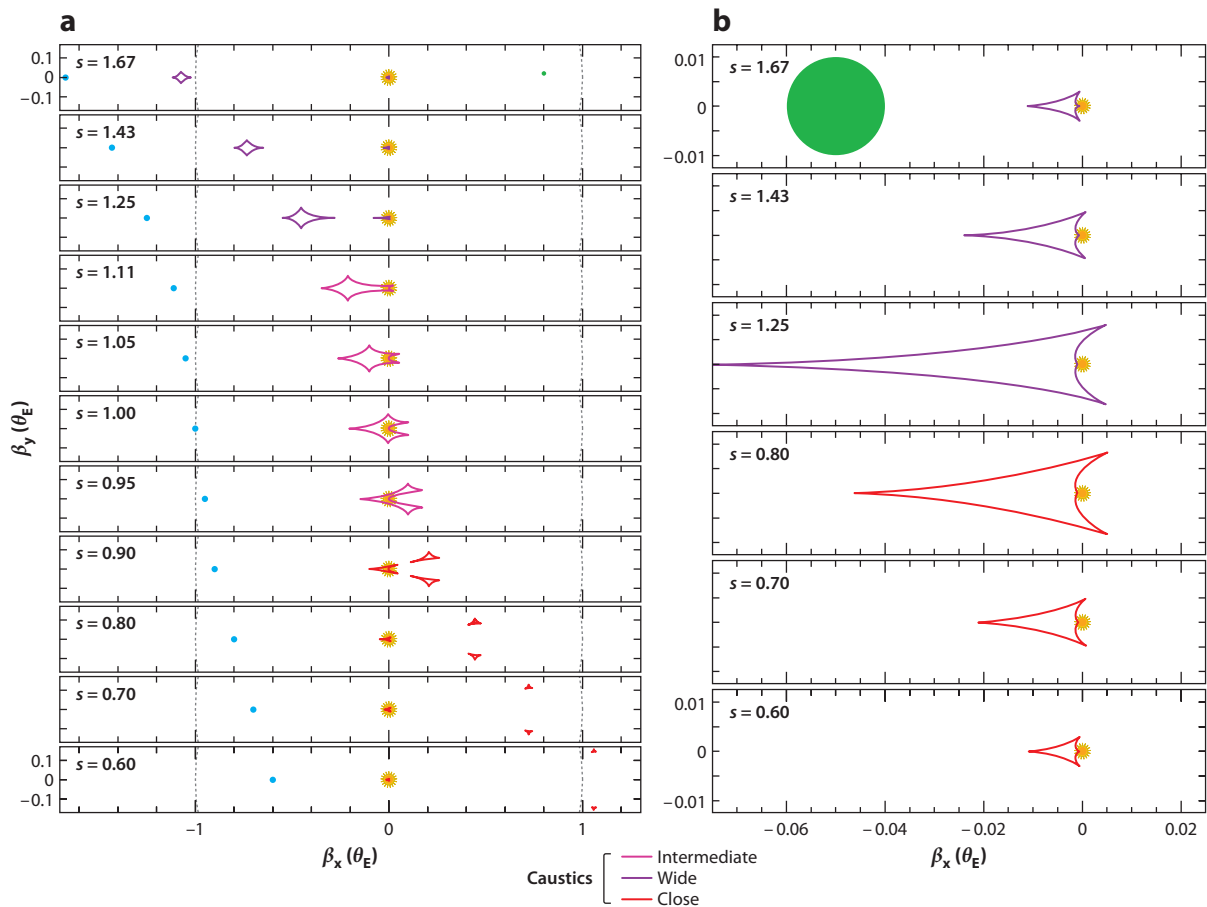 a
0.1
0
−0.1
s = 1.67
s = 1.43
s = 1.25
s = 1.11
s = 1.05
s = 1.00
s = 0.95
s = 0.90
s = 0.80
s = 0.70
s = 0.60
0.1
0
−0.1
βy (θE)
−1 0 1
βx (θE)
b
0.01
0
−0.01
s = 1.67
s = 1.43
s = 1.25
s = 0.80
s = 0.70
s = 0.60
0.01
0
−0.01
−0.06 −0.04 −0.02 0 0.02
βx (θE)
Caustics
Intermediate
Wide
Close